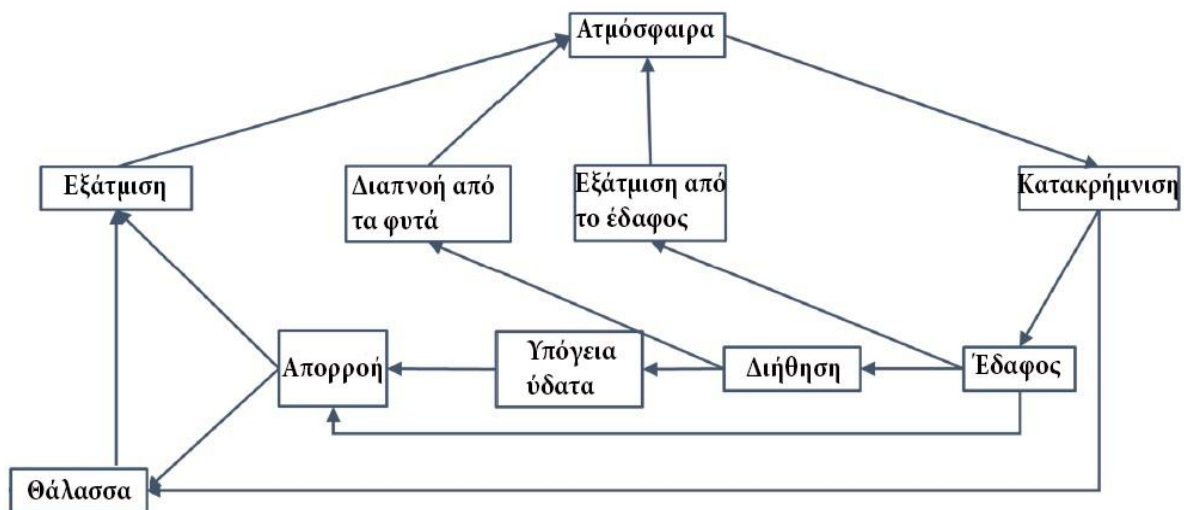 Ατμόσφαιρα
Εξάτμιση
Διαπνοή από
τα φυτά
Εξάτμιση από
το έδαφος
Κατακρήμνιση
Απορροή
Υπόγεια
ύδατα
Διήθηση
Έδαφος
Θάλασσα